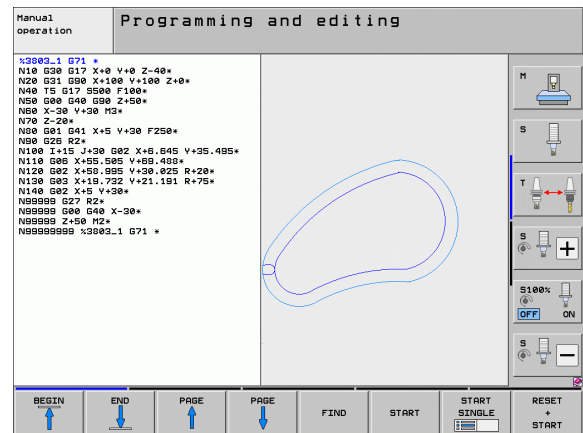 Manual
operation
Programming and editing
%3803_1 G71 *
N10 G30 G17 X+0 Y+0 Z-40*
N20 G31 G90 X+100 Y+100 Z+0*
N40 T5 G17 S500 F100*
N50 G00 G40 G90 Z+50*
N60 X-30 Y+30 M3*
N70 Z-20*
N80 G01 G41 X+5 Y+30 F250*
N90 G26 R2*
N100 I+15 J+30 G02 X+6.645 Y+35.495*
N110 G06 X+55.505 Y+69.488*
N120 G02 X+58.995 Y+30.025 R+20*
N130 G03 X+19.732 Y+21.191 R+75*
N140 G02 X+5 Y+30*
N99999 G27 R2*
N99999 G00 G40 X-30*
N99999 Z+50 M2*
N99999999 %3803_1 G71 *
M
S
T
S
+
S100%
OFF ON
S
−
BEGIN
END
PAGE
PAGE
FIND
START
START
SINGLE
RESET
+
START